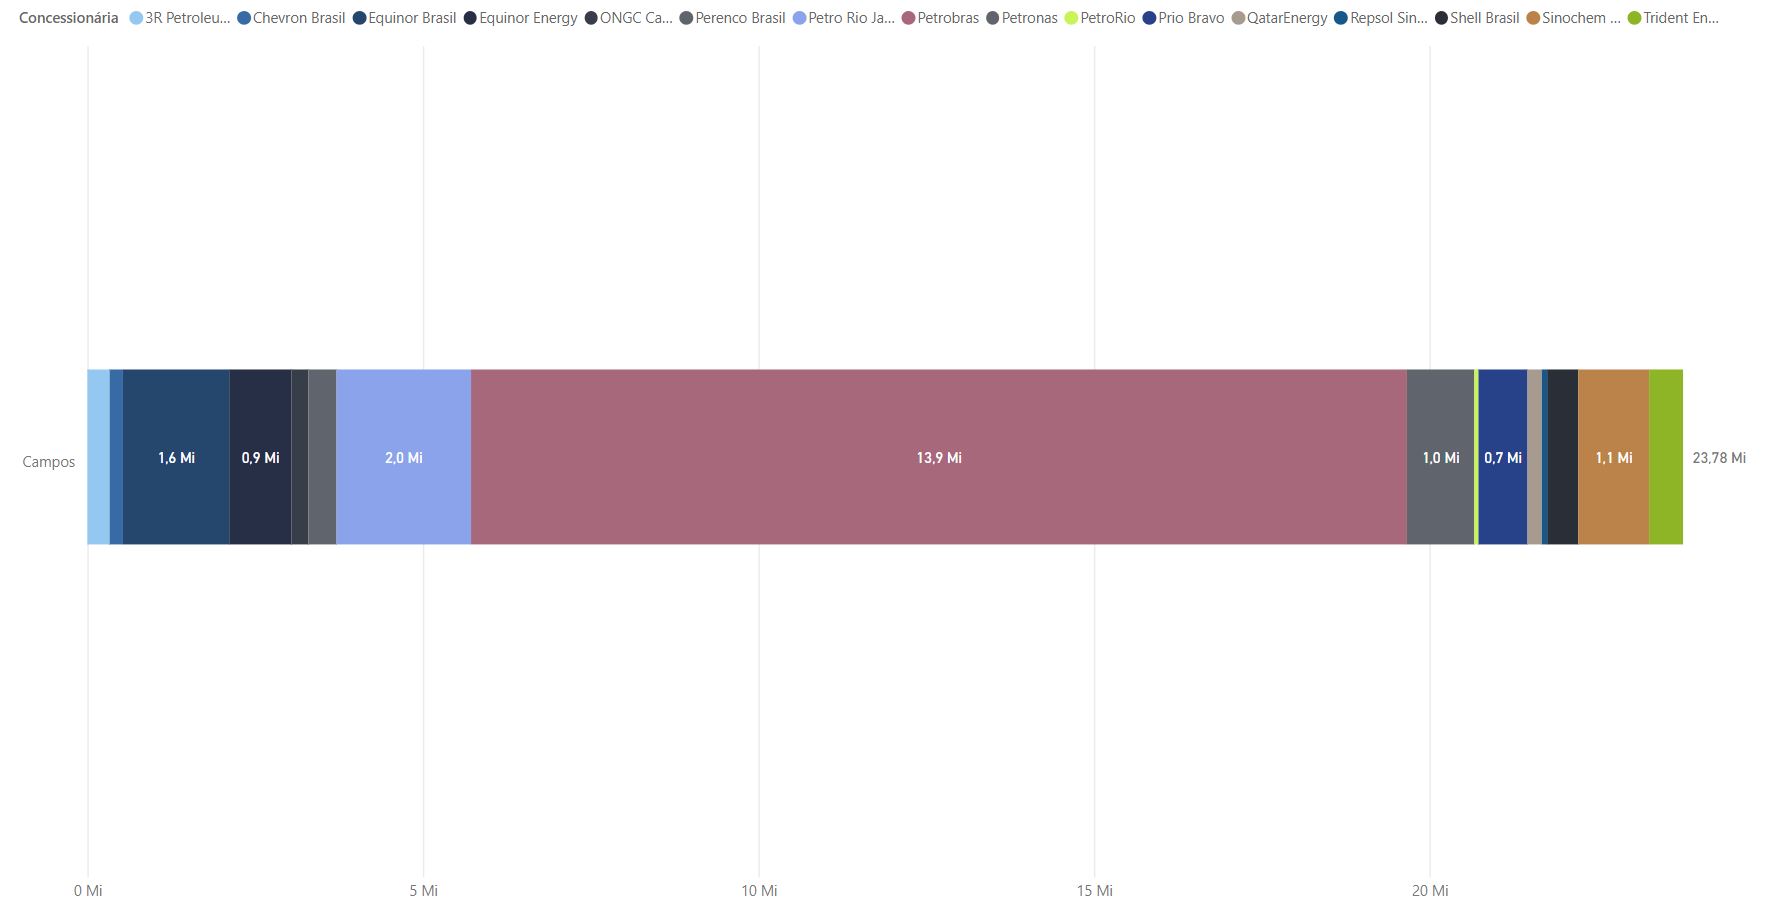 Concessionária 3R Petroleu... Chevron Brasil Equinor Brasil Equinor Energy ONGC Ca... Perenco Brasil Petro Rio Ja... Petrobras Petronas PetroRio Prio Bravo QatarEnergy Repsol Sin... Shell Brasil Sinochem ... Trident En...
Campos 1,6 Mi 0,9 Mi 2,0 Mi 13,9 Mi 1,0 Mi 0,7 Mi 1,1 Mi 23,78 Mi
0 Mi 5 Mi 10 Mi 15 Mi 20 Mi